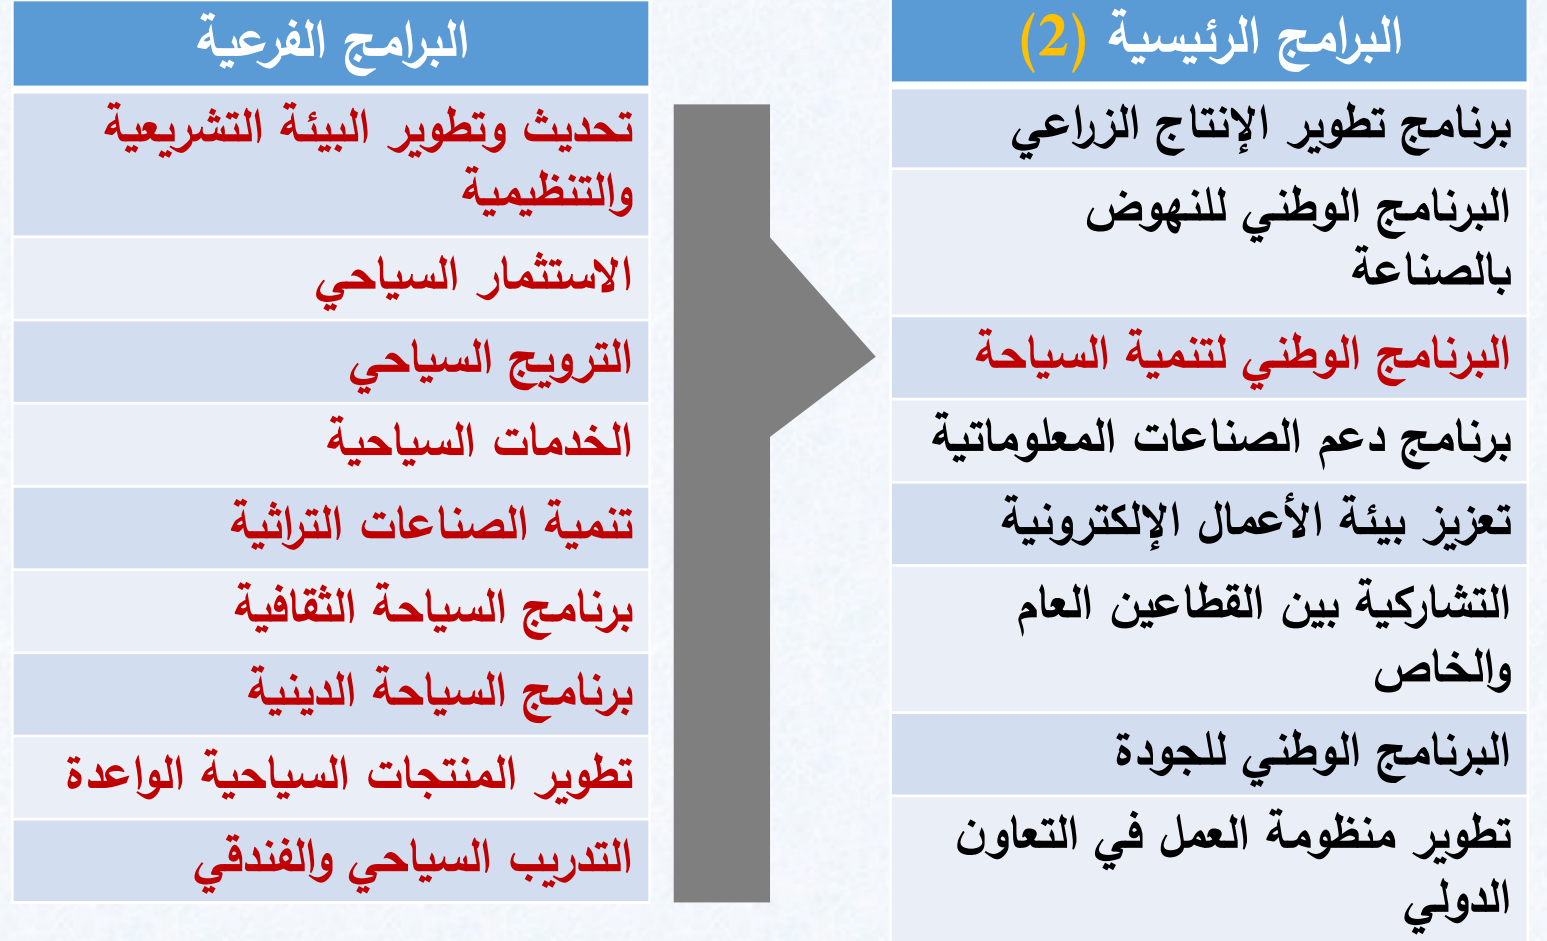 البرامج الرئيسية (2)
برنامج تطوير الإنتاج الزراعي
البرنامج الوطني للنهوض
بالصناعة
البرنامج الوطني لتنمية السياحة
برنامج دعم الصناعات المعلوماتية
تعزيز بيئة الأعمال الإلكترونية
التشاركية بين القطاعين العام
والخاص
البرنامج الوطني للجودة
تطوير منظومة العمل في التعاون
الدولي
البرامج الفرعية
تحديث وتطوير البيئة التشريعية
والتنظيمية
الاستثمار السياحي
الترويج السياحي
الخدمات السياحية
تنمية الصناعات التراثية
برنامج السياحة الثقافية
برنامج السياحة الدينية
تطوير المنتجات السياحية الواعدة
التدريب السياحي والفندقي